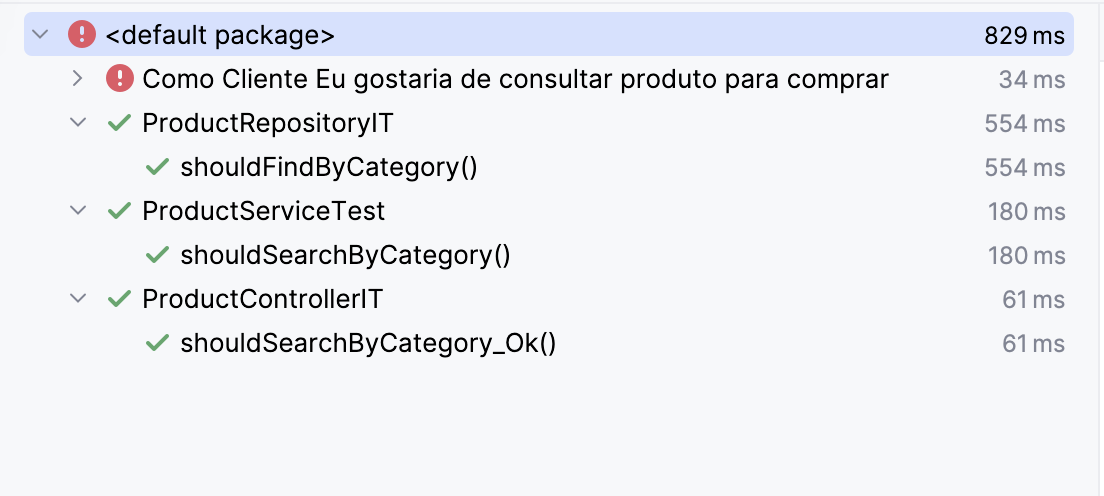 <default package> 829 ms
Como Cliente Eu gostaria de consultar produto para comprar 34 ms
ProductRepositoryIT 554 ms
shouldFindByCategory() 554 ms
ProductServiceTest 180 ms
shouldSearchByCategory() 180 ms
ProductControllerIT 61 ms
shouldSearchByCategory_Ok() 61 ms